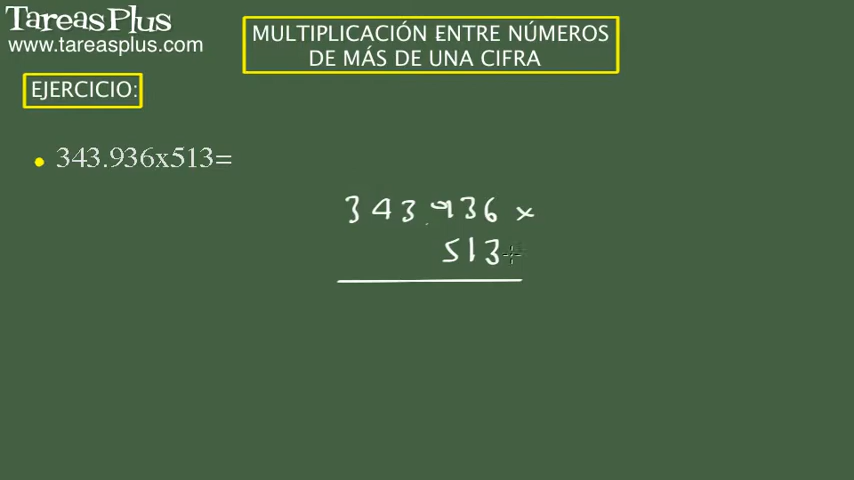 TareasPlus
www.tareasplus.com
MULTIPLICACIÓN ENTRE NÚMEROS
DE MÁS DE UNA CIFRA
EJERCICIO:
• 343.936x513=
343.936 x
513